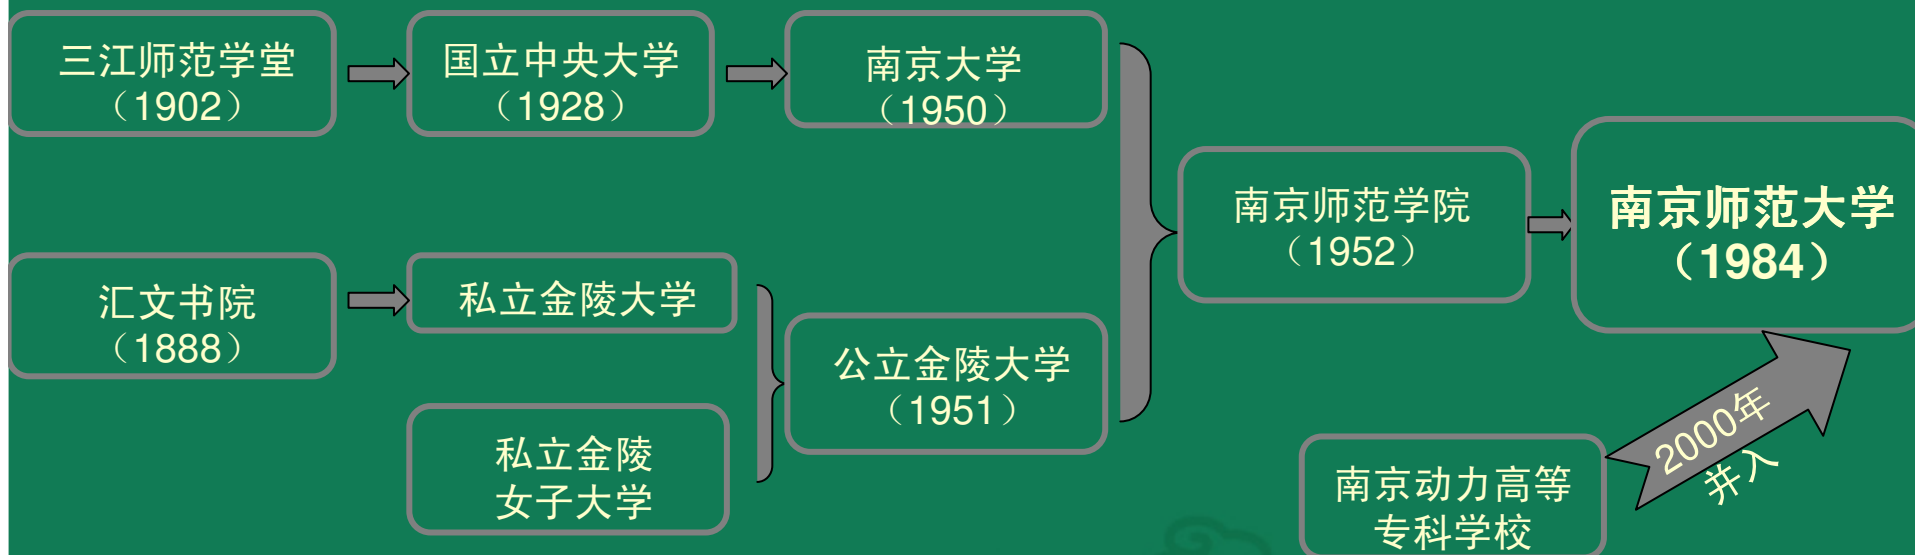 三江师范学堂
（1902）
国立中央大学
（1928）
南京大学
（1950）
汇文书院
（1888）
私立金陵大学
私立金陵
女子大学
公立金陵大学
（1951）
南京师范学院
（1952）
南京师范大学
（1984）
南京动力高等
专科学校
2000年
并入